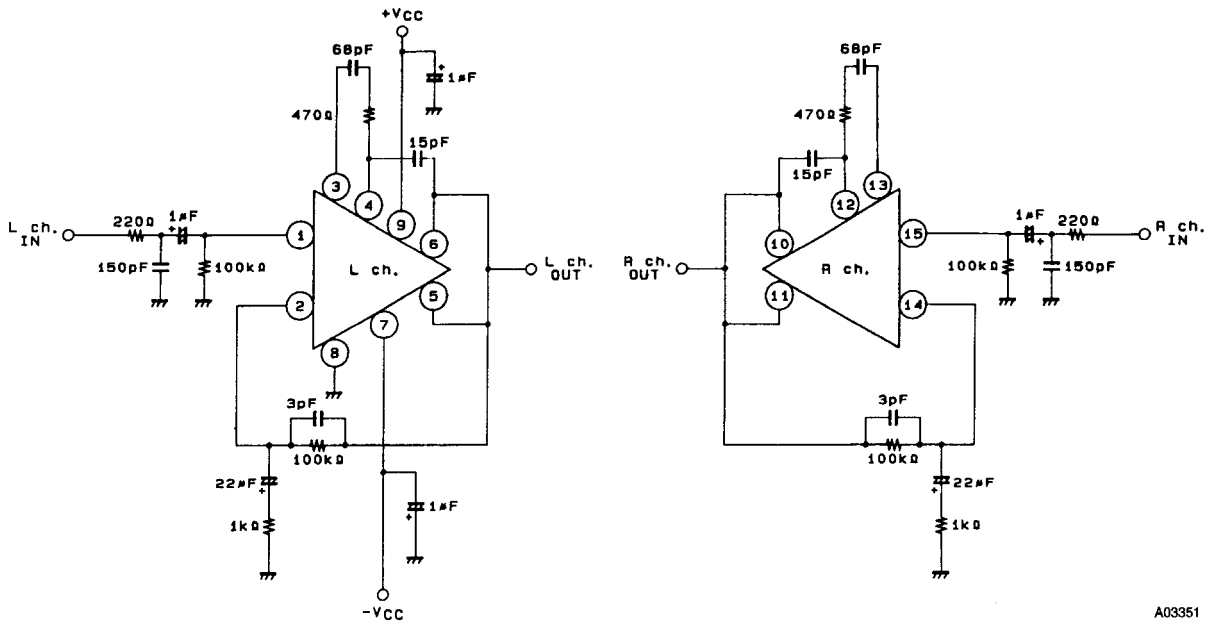 +VCC
68pF
1µF
470Ω
15pF
3
4
9
6
L ch.
IN
220Ω
1µF
1
150pF
100kΩ
L ch.
L ch.
OUT
2
5
7
8
3pF
100kΩ
22µF
1kΩ
1µF
-VCC
68pF
470Ω
15pF
13
12
10
15
1µF
220Ω
R ch.
IN
R ch.
OUT
R ch.
100kΩ
150pF
11
14
3pF
100kΩ
22µF
1kΩ
A03351